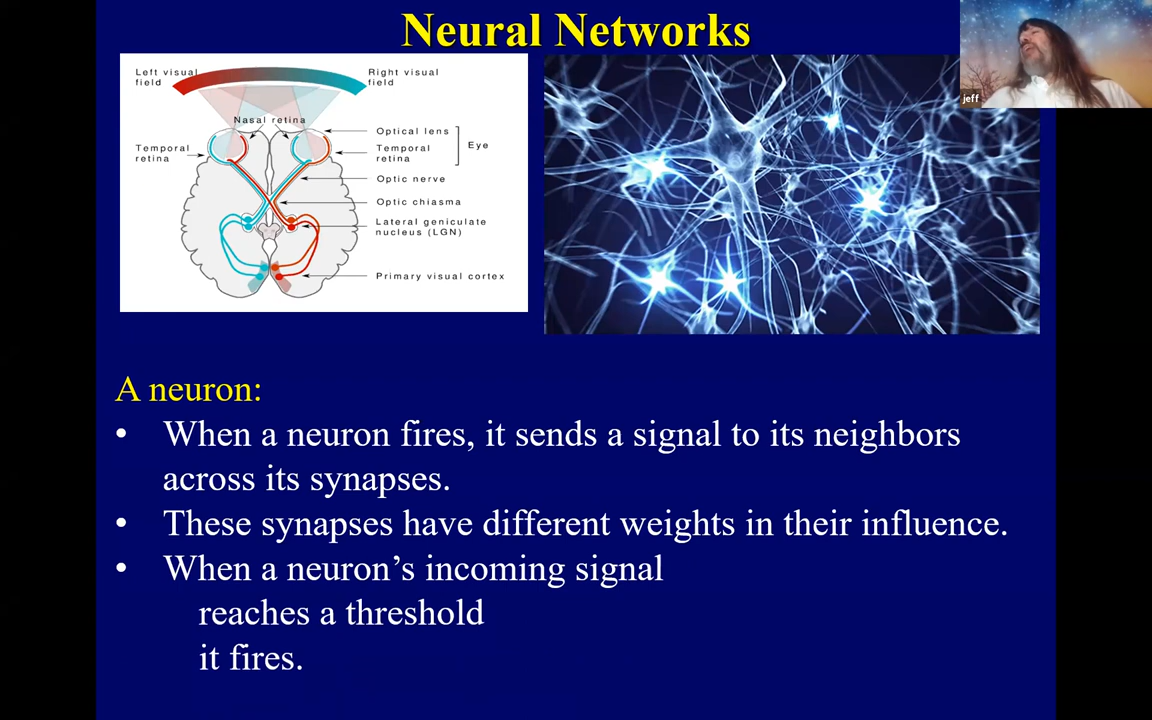 Neural Networks
Left visual
field
Right visual
field
Nasal retina
Temporal
retina
Optical lens
Temporal
retina
Eye
Optic nerve
Optic chiasma
Lateral geniculate
nucleus (LGN)
Primary visual cortex
jeff
A neuron:
• When a neuron fires, it sends a signal to its neighbors
across its synapses.
• These synapses have different weights in their influence.
• When a neuron’s incoming signal
reaches a threshold
it fires.